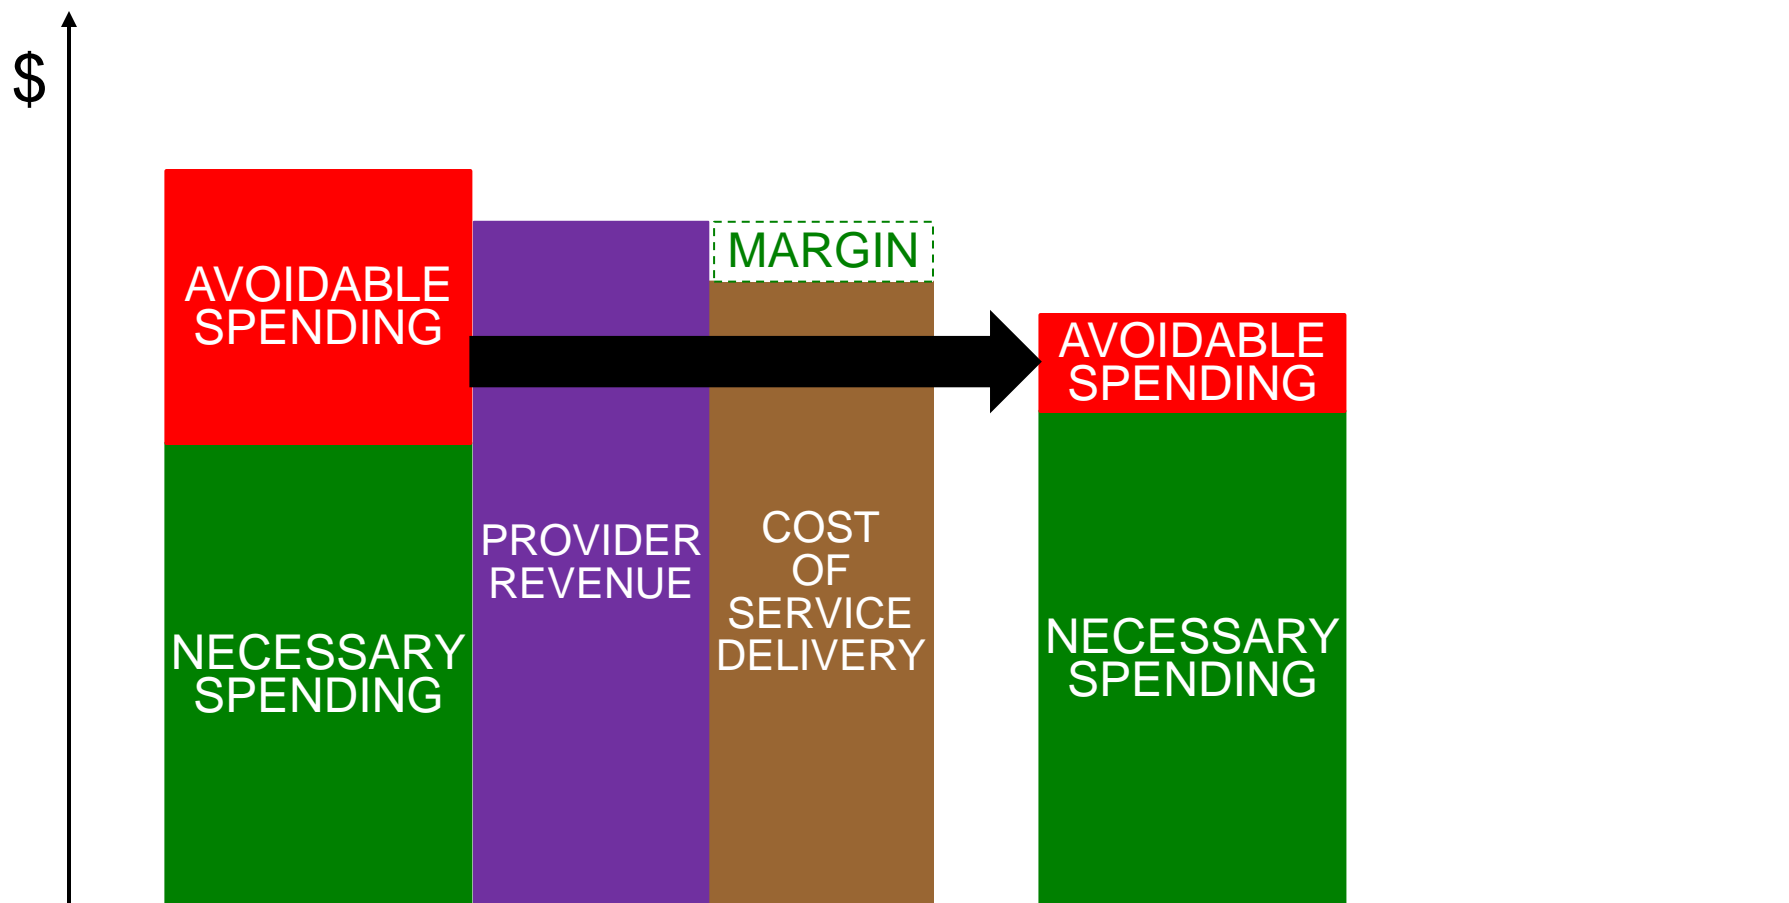 $
AVOIDABLE
SPENDING
NECESSARY
SPENDING
PROVIDER
REVENUE
MARGIN
COST
OF
SERVICE
DELIVERY
AVOIDABLE
SPENDING
NECESSARY
SPENDING